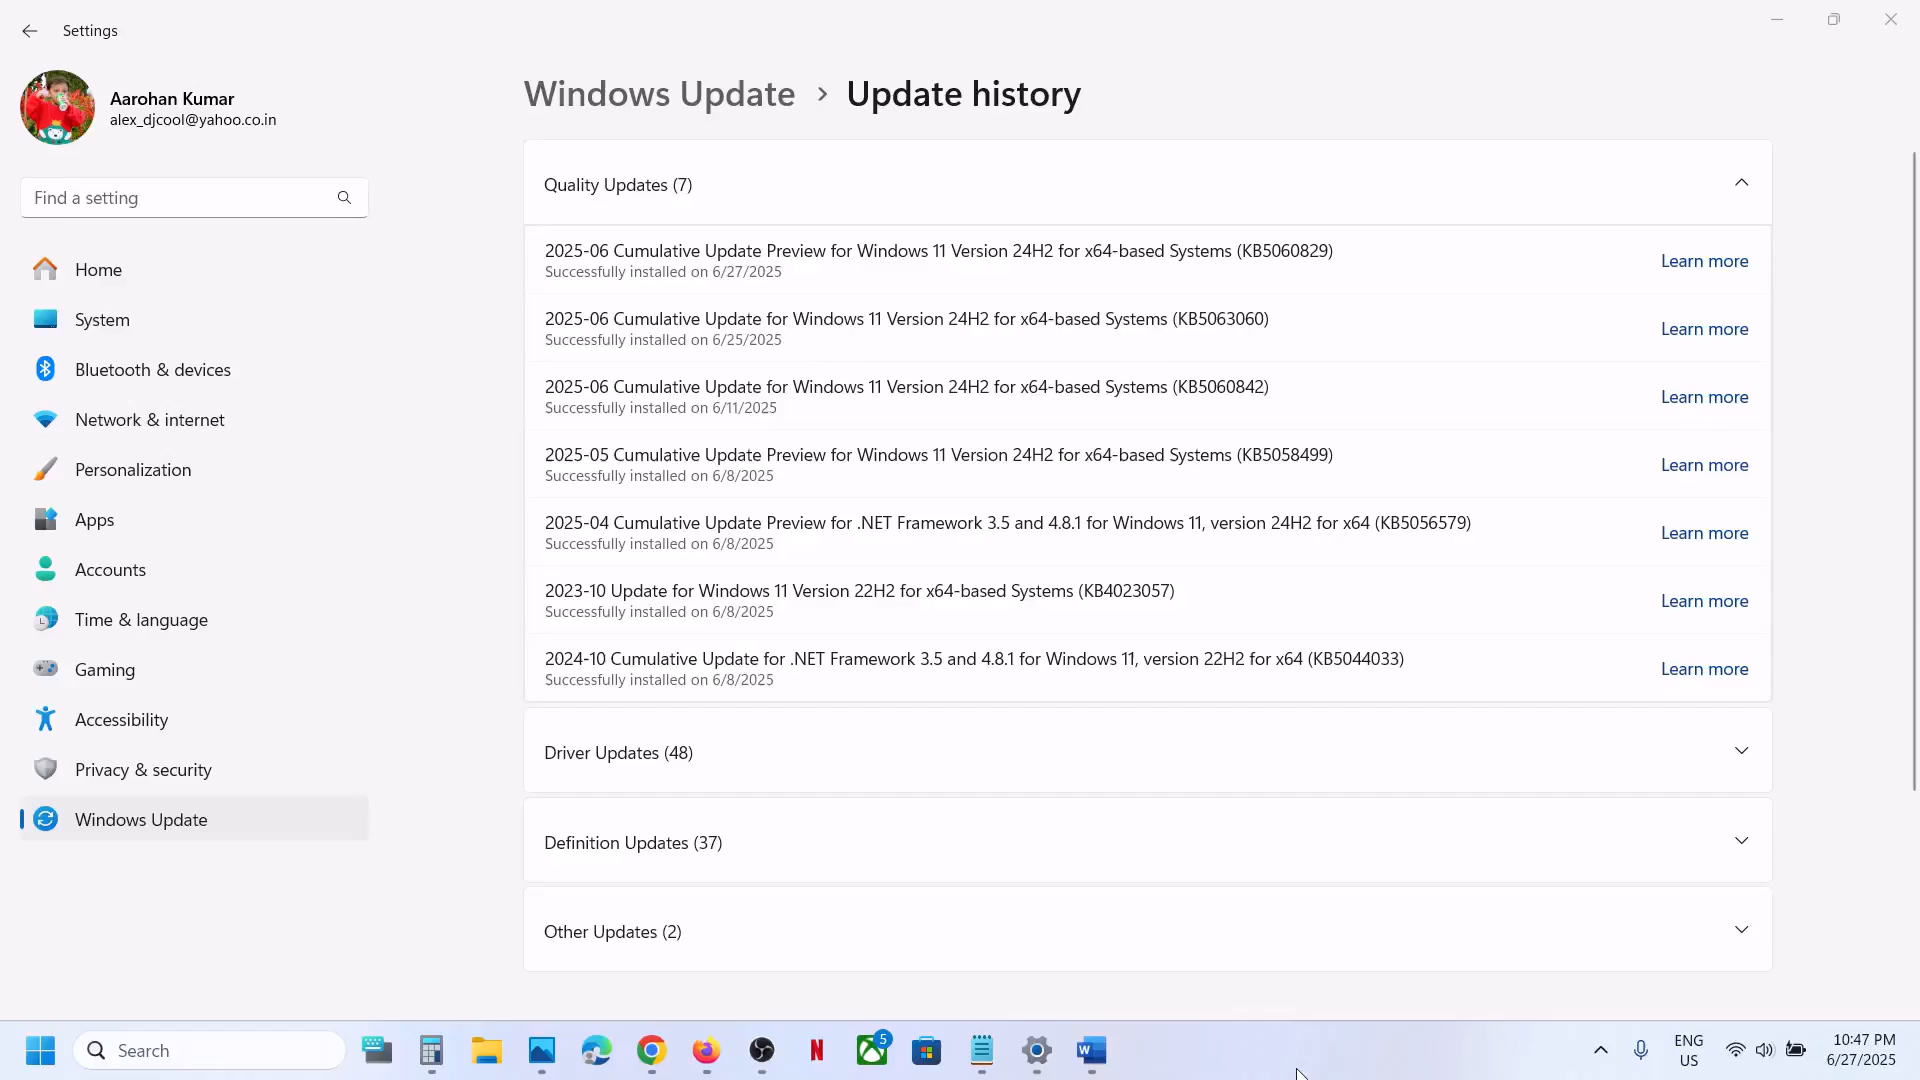 Settings
Aarohan Kumar
alex_djcool@yahoo.co.in
Find a setting
Home
System
Bluetooth & devices
Network & internet
Personalization
Apps
Accounts
Time & language
Gaming
Accessibility
Privacy & security
Windows Update
Windows Update > Update history
Quality Updates (7)
2025-06 Cumulative Update Preview for Windows 11 Version 24H2 for x64-based Systems (KB5060829)
Successfully installed on 6/27/2025
Learn more
2025-06 Cumulative Update for Windows 11 Version 24H2 for x64-based Systems (KB5063060)
Successfully installed on 6/25/2025
Learn more
2025-06 Cumulative Update for Windows 11 Version 24H2 for x64-based Systems (KB5060842)
Successfully installed on 6/11/2025
Learn more
2025-05 Cumulative Update Preview for Windows 11 Version 24H2 for x64-based Systems (KB5058499)
Successfully installed on 6/8/2025
Learn more
2025-04 Cumulative Update Preview for .NET Framework 3.5 and 4.8.1 for Windows 11, version 24H2 for x64 (KB5056579)
Successfully installed on 6/8/2025
Learn more
2023-10 Update for Windows 11 Version 22H2 for x64-based Systems (KB4023057)
Successfully installed on 6/8/2025
Learn more
2024-10 Cumulative Update for .NET Framework 3.5 and 4.8.1 for Windows 11, version 22H2 for x64 (KB5044033)
Successfully installed on 6/8/2025
Learn more
Driver Updates (48)
Definition Updates (37)
Other Updates (2)
Search
N
5
W
ENG
US
10:47 PM
6/27/2025